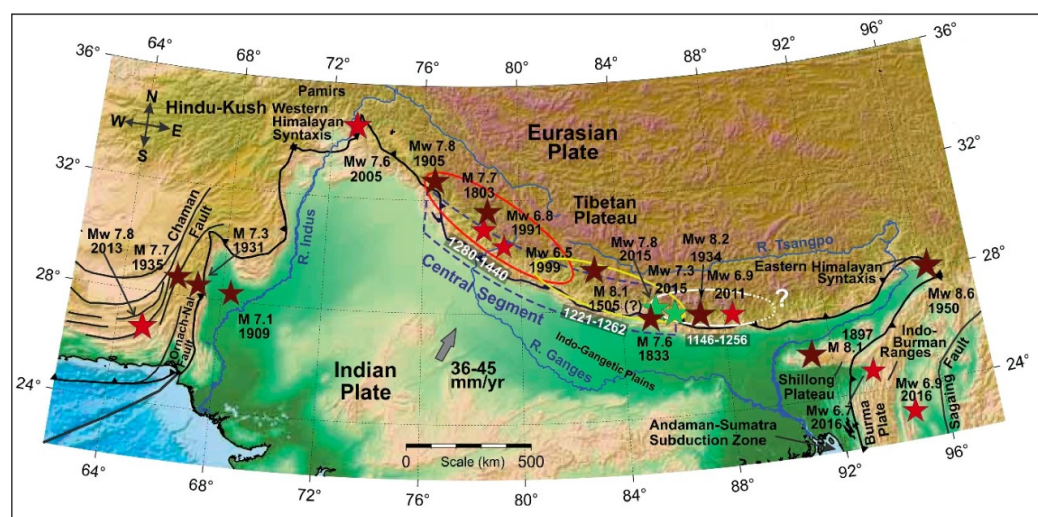 64°
68°
72°
76°
80°
84°
88°
92°
96°
36°
36°
Pamirs
Hindu-Kush
Western
Himalayan
Syntaxis
N
W
E
S
Eurasian
Plate
32°
32°
Mw 7.6
2005
Mw 7.8
1905
M 7.7
1803
Mw 6.8
1991
Tibetan
Plateau
Mw 6.5
1999
Mw 7.8
2015
Mw 8.2
1934
Mw 7.3
2015
Mw 6.9
2011
R. Tsangpo
Eastern Himalayan
Syntaxis
28°
28°
Mw 7.8
2013
M 7.7
1935
Chaman
Fault
M 7.3
1931
R. Indus
1280-1440
Central Segment
1221-1262
M 8.1
1505 (?)
?
1146-1256
Mw 8.6
1950
M 7.1
1909
Ornach-Nal
Fault
M 7.6
1833
Indo-Gangetic Plains
R. Ganges
1897
M 8.1
Indo-
Burman
Ranges
Shillong
Plateau
24°
24°
Indian
Plate
36-45
mm/yr
Mw 6.9
2016
Sagaing Fault
Burma
Plate
Mw 6.7
2016
Andaman-Sumatra
Subduction Zone
0
Scale (km)
500
64°
68°
72°
76°
80°
84°
88°
92°
96°